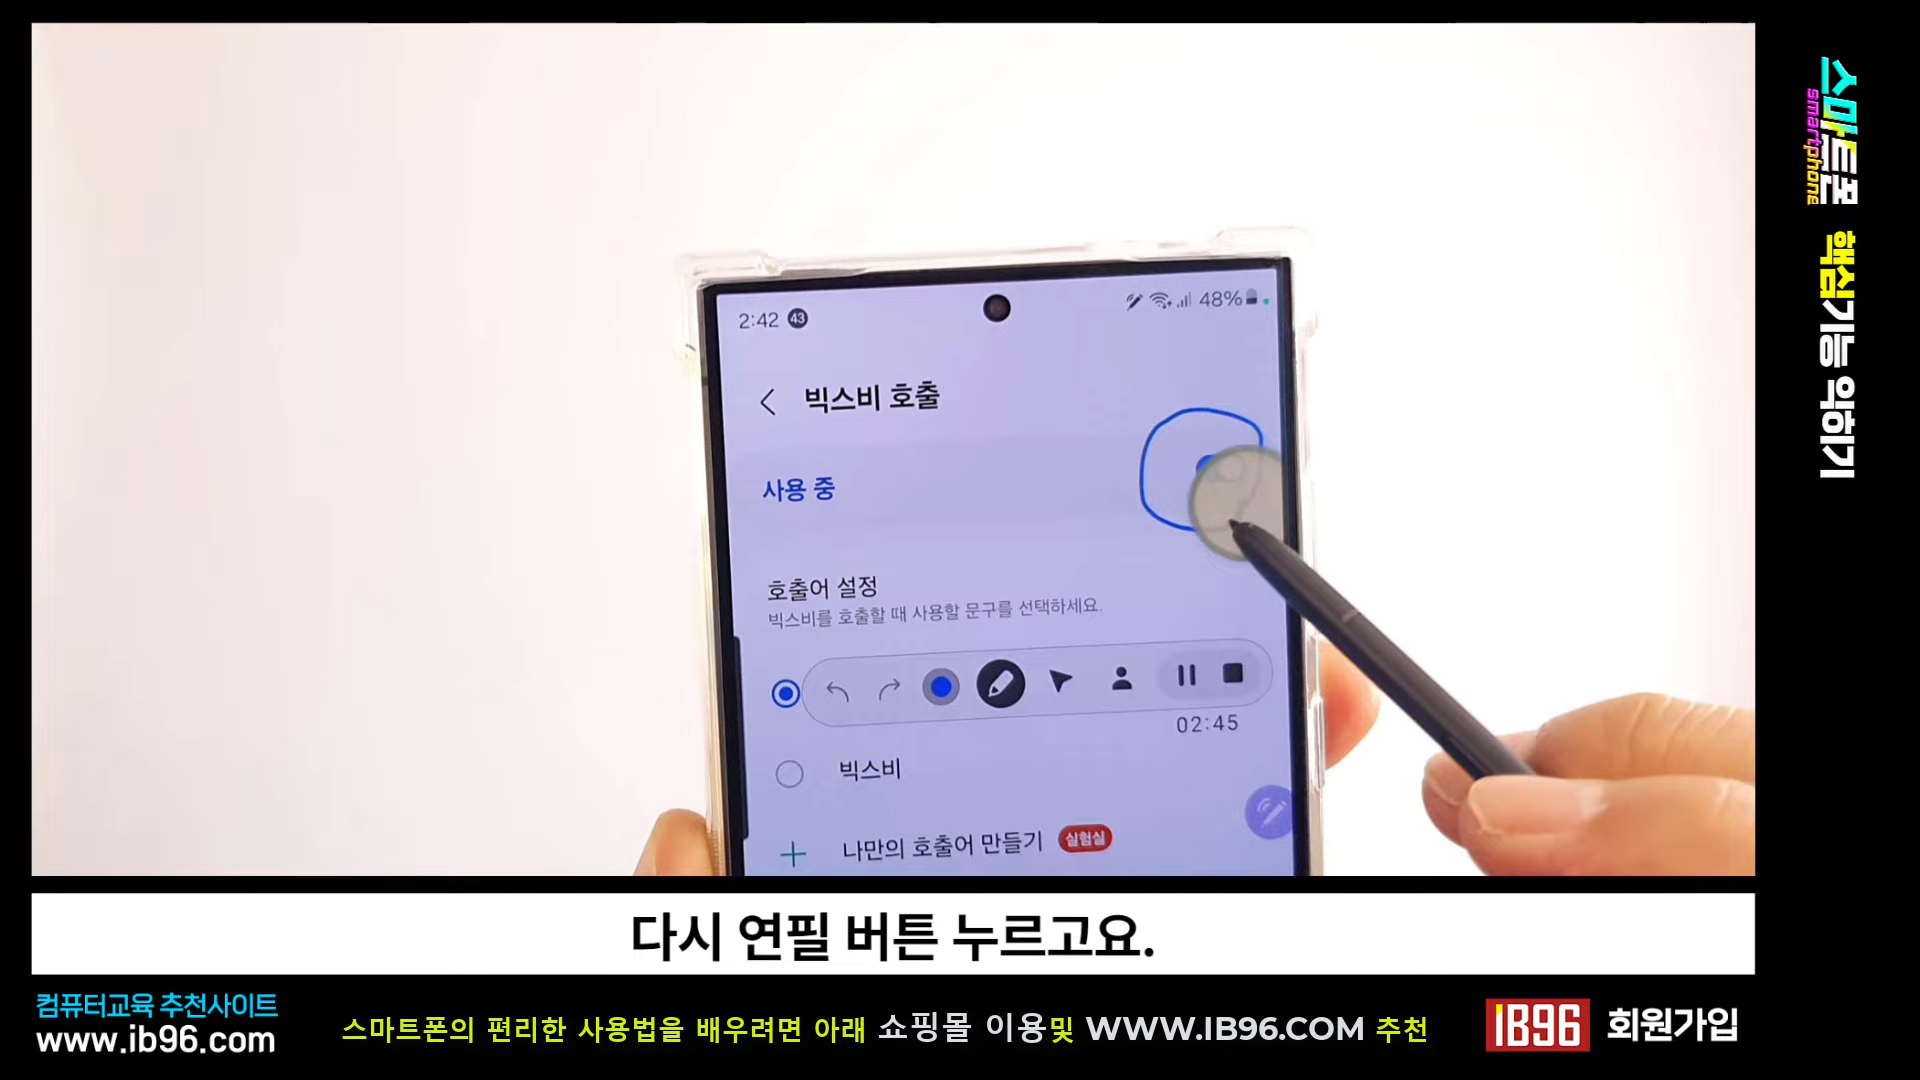 2:42 43 48%
빅스비 호출
사용 중
호출어 설정
빅스비를 호출할 때 사용할 문구를 선택하세요.
02:45
빅스비
나만의 호출어 만들기 실험실
다시 연필 버튼 누르고요.
컴퓨터교육 추천사이트
www.ib96.com
스마트폰의 편리한 사용법을 배우려면 아래 쇼핑몰 이용및 WWW.IB96.COM 추천
IB96 회원가입
스마트폰 핵심기능 익히기
smartphone